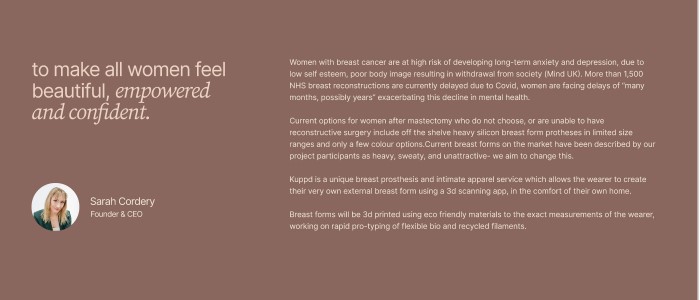 to make all women feel
beautiful, empowered
and confident.
Sarah Cordery
Founder & CEO
Women with breast cancer are at high risk of developing long-term anxiety and depression, due to
low self esteem, poor body image resulting in withdrawal from society (Mind UK). More than 1,500
NHS breast reconstructions are currently delayed due to Covid, women are facing delays of "many
months, possibly years" exacerbating this decline in mental health.
Current options for women after mastectomy who do not choose, or are unable to have
reconstructive surgery include off the shelve heavy silicon breast form protheses in limited size
ranges and only a few colour options.Current breast forms on the market have been described by our
project participants as heavy, sweaty, and unattractive- we aim to change this.
Kuppd is a unique breast prosthesis and intimate apparel service which allows the wearer to create
their very own external breast form using a 3d scanning app, in the comfort of their own home.
Breast forms will be 3d printed using eco friendly materials to the exact measurements of the wearer,
working on rapid pro-typing of flexible bio and recycled filaments.